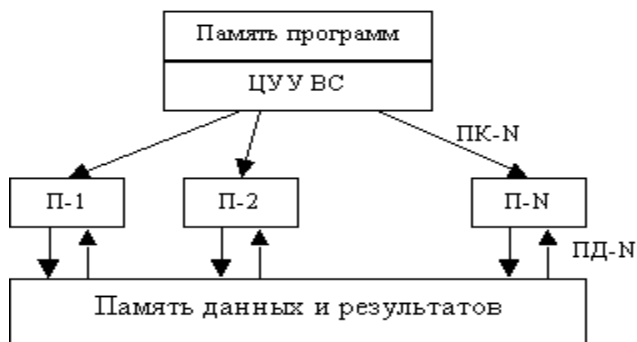 Память программ
ЦУУ ВС
ПК-N
П-1
П-2
П-N
ПД-N
Память данных и результатов